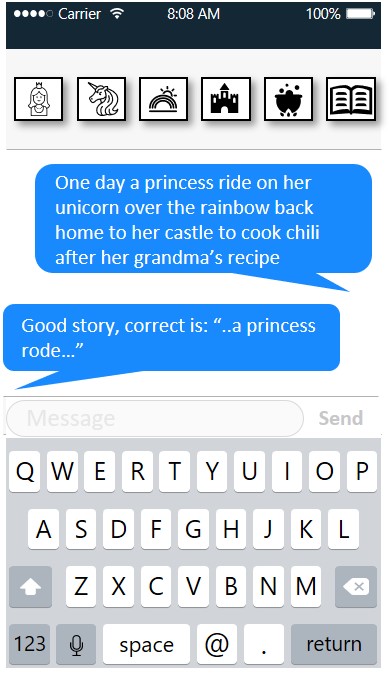 Carrier 8:08 AM 100%
One day a princess ride on her
unicorn over the rainbow back
home to her castle to cook chili
after her grandma’s recipe
Good story, correct is: “..a princess
rode…”
Message Send
Q W E R T Y U I O P
A S D F G H J K L
Z X C V B N M
123 space @ . return